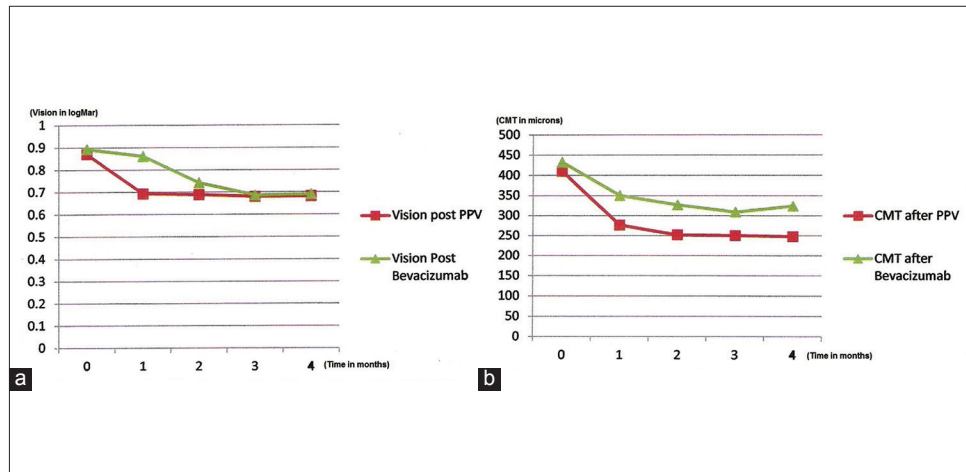 (Vision in logMar)
1
0.9
0.8
0.7
0.6
0.5
0.4
0.3
0.2
0.1
0
0 1 2 3 4 (Time in months)
Vision post PPV
Vision Post
Bevacizumab
a
(CMT in microns)
500
450
400
350
300
250
200
150
300
50
0
0 1 2 3 4 (Time in months)
CMT after PPV
CMT after
Bevacizumab
b